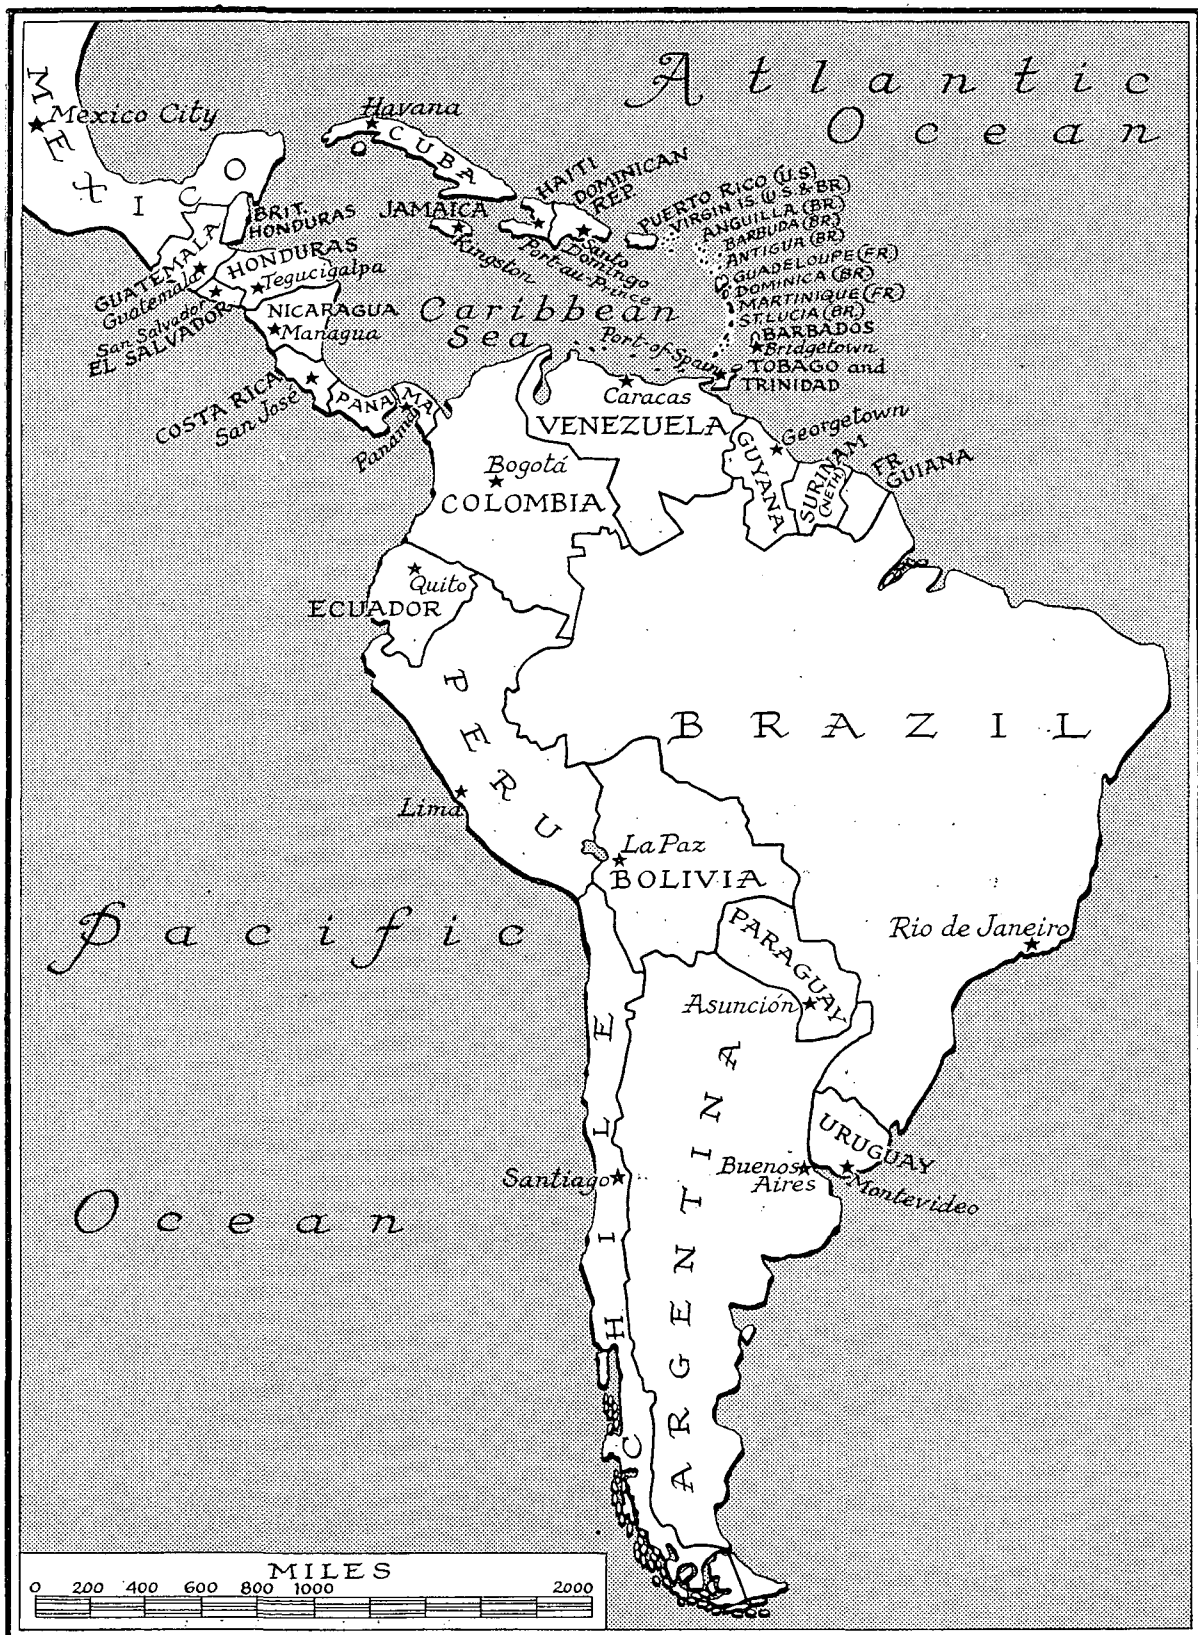 Atlantic
Ocean
MEXICO
Mexico City
Havana
CUBA
HAITI
DOMINICAN
REP.
PUERTO RICO (U.S)
VIRGIN IS. (U.S. & BR)
ANGUILLA (BR)
BARBUDA (BR)
ANTIGUA (BR)
GUADELOUPE (FR)
DOMINICA (BR)
MARTINIQUE (FR)
ST. LUCIA (BR)
BARBADOS
Bridgetown
TOBAGO and
TRINIDAD
Port-of-Spain
JAMAICA
Kingston
Port-au-Prince
Santo
Domingo
BRIT.
HONDURAS
GUATEMALA
Guatemala
HONDURAS
Tegucigalpa
San Salvador
EL SALVADOR
NICARAGUA
Managua
Caribbean
Sea
COSTA RICA
San José
PANAMA
Panamá
Caracas
VENEZUELA
Georgetown
GUYANA
SURINAM
(NETH)
FR.
GUIANA
Bogotá
COLOMBIA
Quito
ECUADOR
PERU
Lima
BRAZIL
Rio de Janeiro
La Paz
BOLIVIA
PARAGUAY
Asunción
Pacific
Ocean
CHILE
Santiago
ARGENTINA
Buenos
Aires
URUGUAY
Montevideo
MILES
0 200 400 600 800 1000 2000